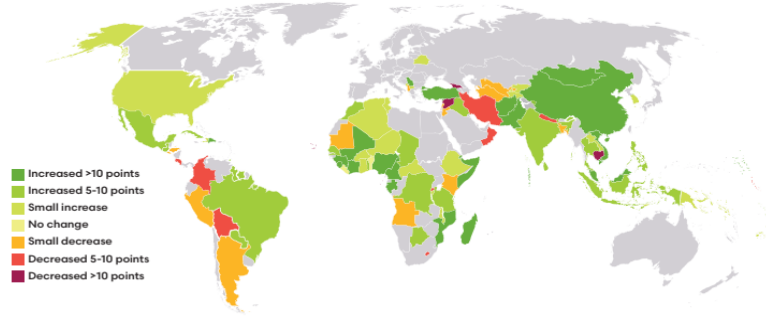 Increased >10 points
Increased 5-10 points
Small increase
No change
Small decrease
Decreased 5-10 points
Decreased >10 points